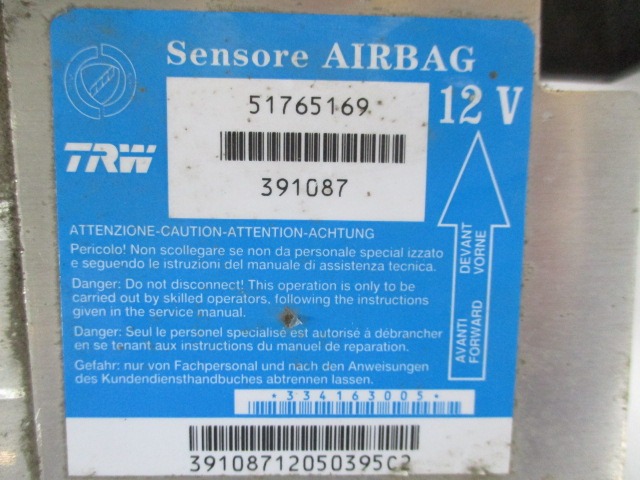 Sensore AIRBAG
51765169
12 V
TRW
391087
ATTENZIONE-CAUTION-ATTENTION-ACHTUNG
Pericolo! Non scollegare se non da personale special izzato
e seguendo le istruzioni del manuale di assistenza tecnica.
Danger: Do not disconnect! This operation is only to be
carried out by skilled operators, following the instructions
given in the service manual.
Danger: Seul le personel specialisé est autorisé à débrancher
en se tenant aux instructions du manuel de reparation.
Gefahr: nur von Fachpersonal und nach den Anweisungen
des Kundendiensthandbuches abtrennen lassen.
AVANTI DEVANT
FORWARD VORNE
*334163005*
39108712050395C2